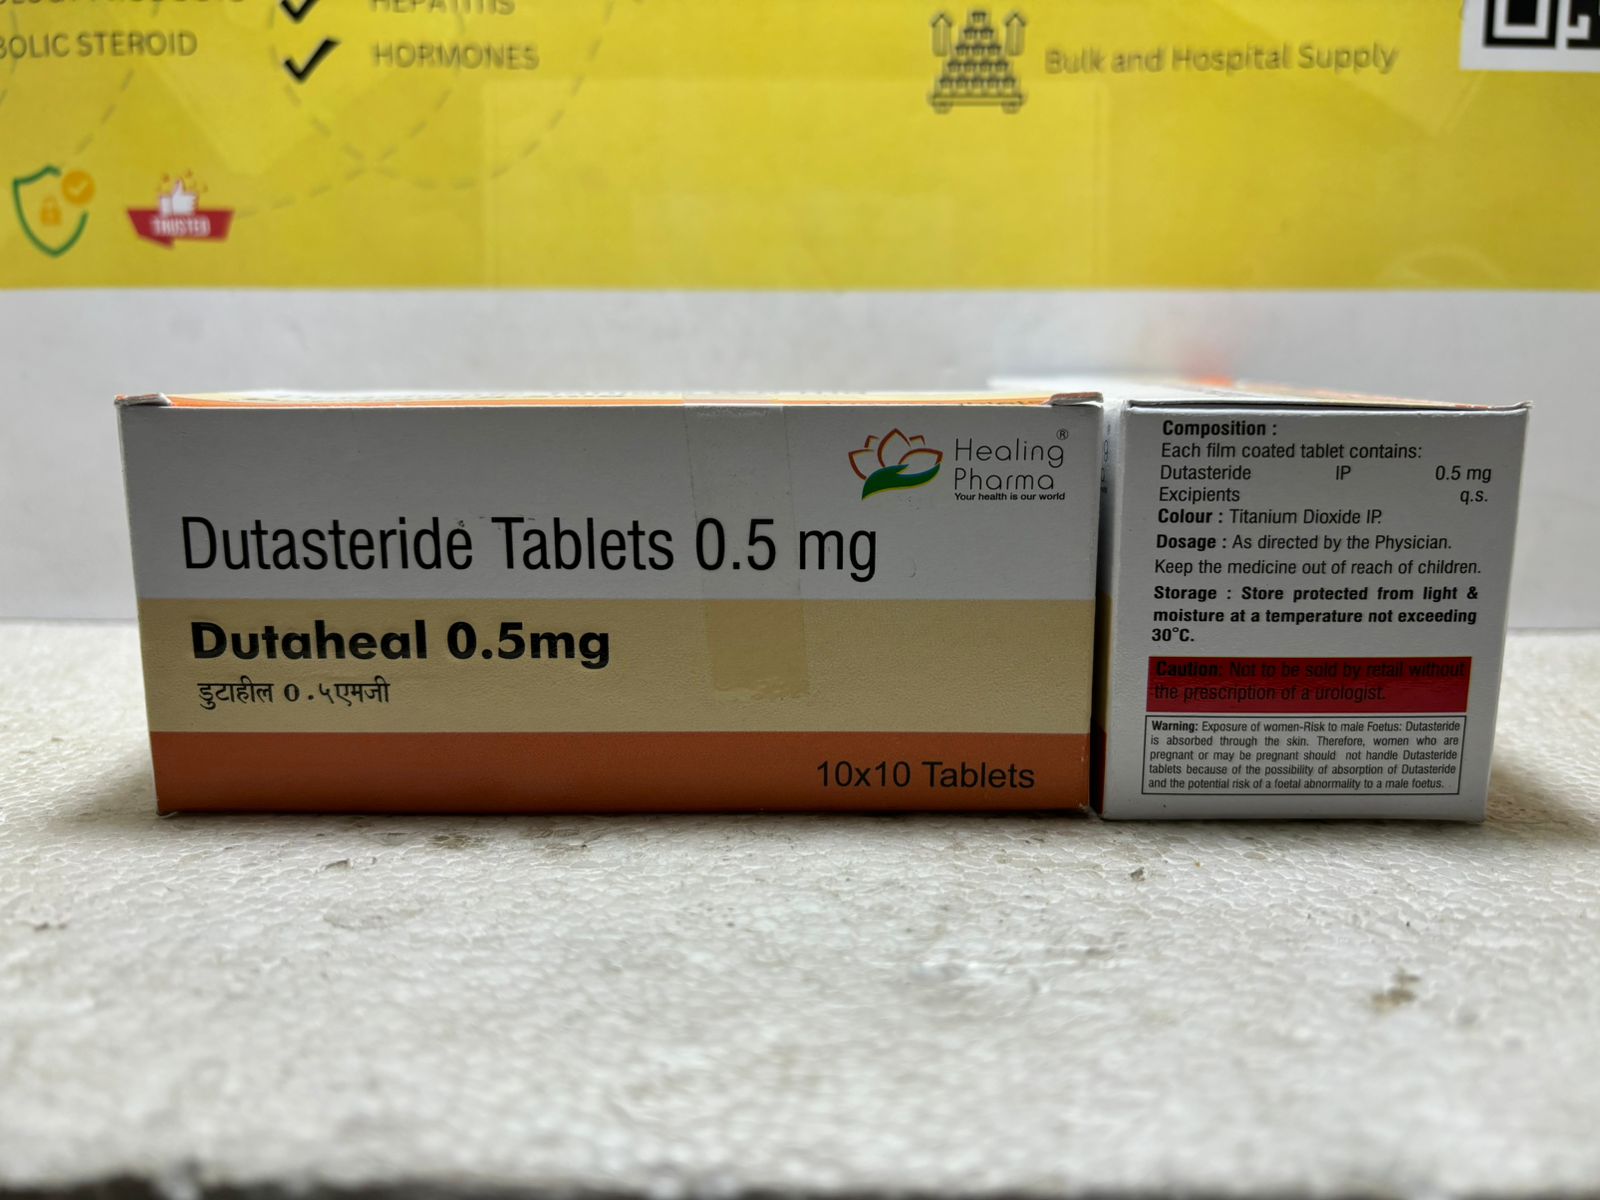 HEPATITIS
BOLIC STEROID
HORMONES
Bulk and Hospital Supply
TRUSTED
Healing
Pharma
®
Your health is our world
Dutasteride Tablets 0.5 mg
Dutaheal 0.5mg
डुटाहील 0.५एमजी
10x10 Tablets
Composition :
Each film coated tablet contains:
Dutasteride IP 0.5 mg
Excipients q.s.
Colour : Titanium Dioxide IP.
Dosage : As directed by the Physician.
Keep the medicine out of reach of children.
Storage : Store protected from light &
moisture at a temperature not exceeding
30°C.
Caution: Not to be sold by retail without
the prescription of a urologist.
Warning: Exposure of women-Risk to male Foetus: Dutasteride
is absorbed through the skin. Therefore, women who are
pregnant or may be pregnant should not handle Dutasteride
tablets because of the possibility of absorption of Dutasteride
and the potential risk of a foetal abnormality to a male foetus.